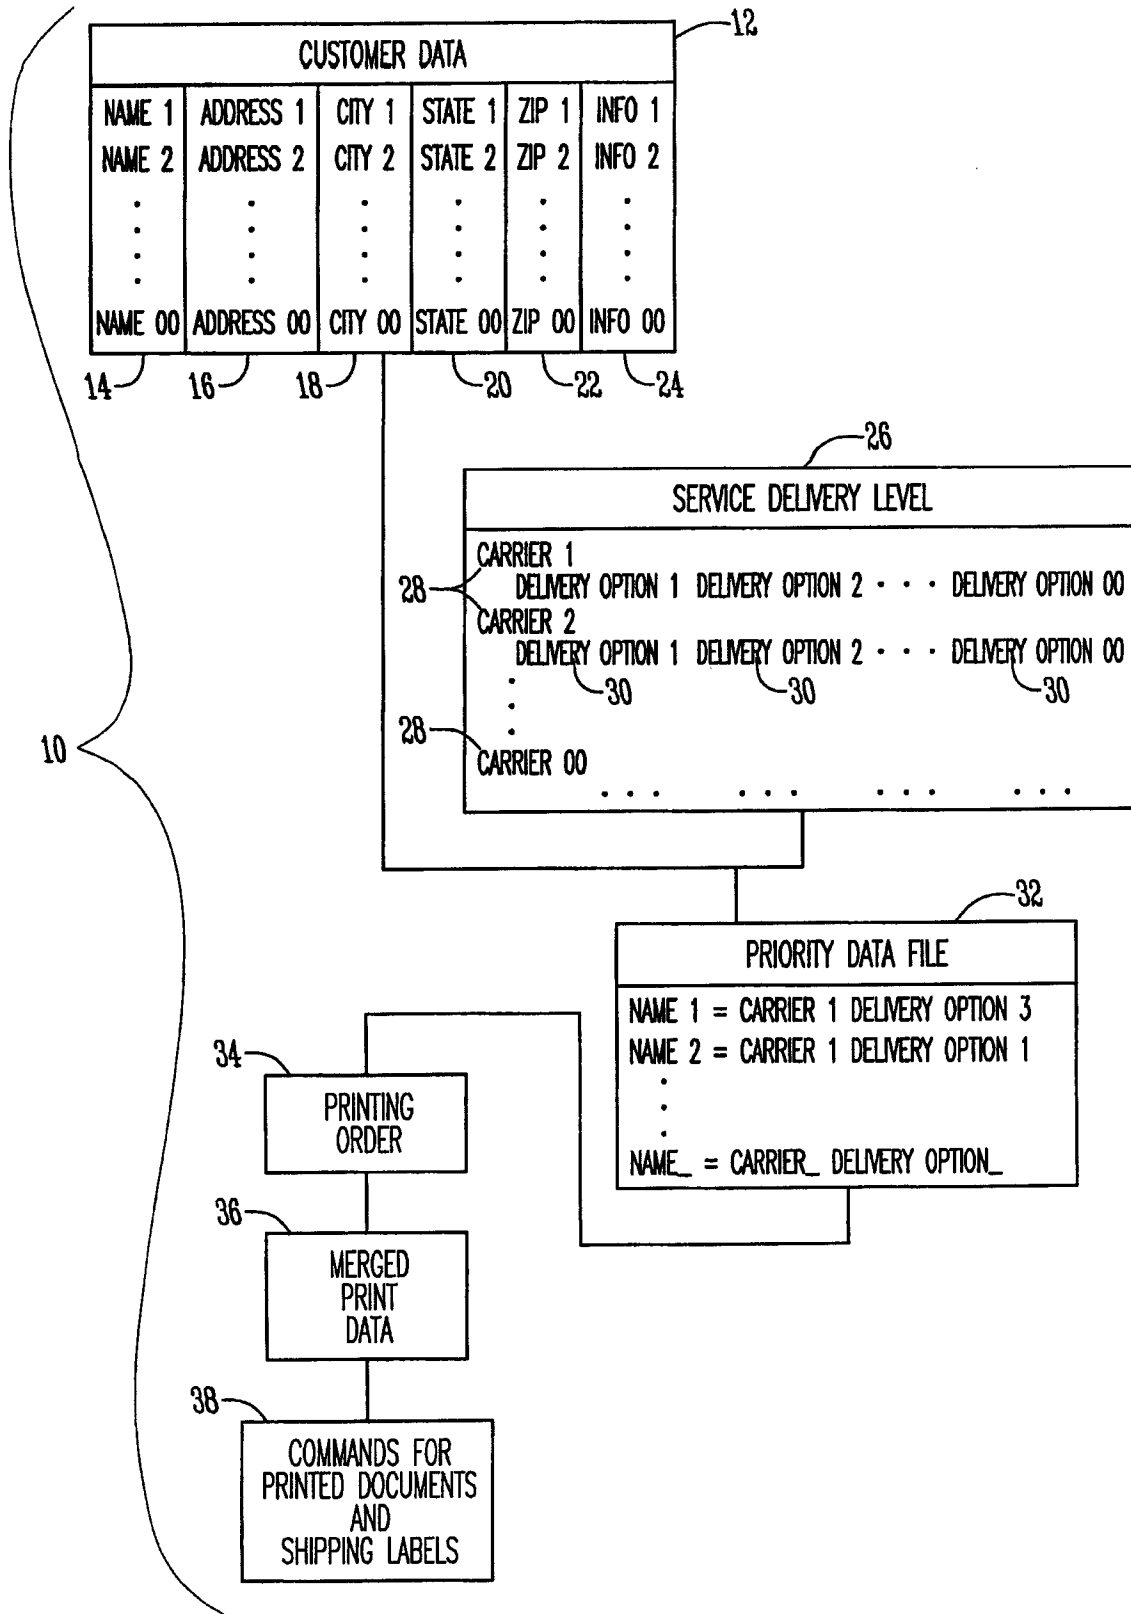 12
CUSTOMER DATA
NAME 1 ADDRESS 1 CITY 1 STATE 1 ZIP 1 INFO 1
NAME 2 ADDRESS 2 CITY 2 STATE 2 ZIP 2 INFO 2
NAME 00 ADDRESS 00 CITY 00 STATE 00 ZIP 00 INFO 00
14 16 18 20 22 24
26
SERVICE DELIVERY LEVEL
CARRIER 1
28 DELIVERY OPTION 1 DELIVERY OPTION 2 · · · DELIVERY OPTION 00
CARRIER 2
DELIVERY OPTION 1 DELIVERY OPTION 2 · · · DELIVERY OPTION 00
30 30 30
28
CARRIER 00
· · · · · · · · · · · ·
10
32
PRIORITY DATA FILE
NAME 1 = CARRIER 1 DELIVERY OPTION 3
NAME 2 = CARRIER 1 DELIVERY OPTION 1
NAME_ = CARRIER_ DELIVERY OPTION_
34
PRINTING
ORDER
36
MERGED
PRINT
DATA
38
COMMANDS FOR
PRINTED DOCUMENTS
AND
SHIPPING LABELS